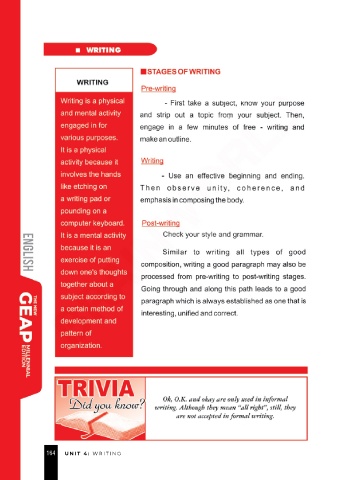 WRITING
WRITING
Writing is a physical
and mental activity
engaged in for
various purposes.
It is a physical
activity because it
involves the hands
like etching on
a writing pad or
pounding on a
computer keyboard.
It is a mental activity
because it is an
exercise of putting
down one's thoughts
together about a
subject according to
a certain method of
development and
pattern of
organization.
STAGES OF WRITING
Pre-writing
- First take a subject, know your purpose
and strip out a topic from your subject. Then,
engage in a few minutes of free - writing and
make an outline.
Writing
- Use an effective beginning and ending.
Then observe unity, coherence, and
emphasis in composing the body.
Post-writing
Check your style and grammar.
Similar to writing all types of good
composition, writing a good paragraph may also be
processed from pre-writing to post-writing stages.
Going through and along this path leads to a good
paragraph which is always established as one that is
interesting, unified and correct.
ENGLISH
THE NEW
GEAP
MILLENNIAL
EDITION
TRIVIA
Did you know?
Oh, O.K. and okay are only used in informal
writing. Although they mean "all right", still, they
are not accepted in formal writing.
164 UNIT 4: WRITING